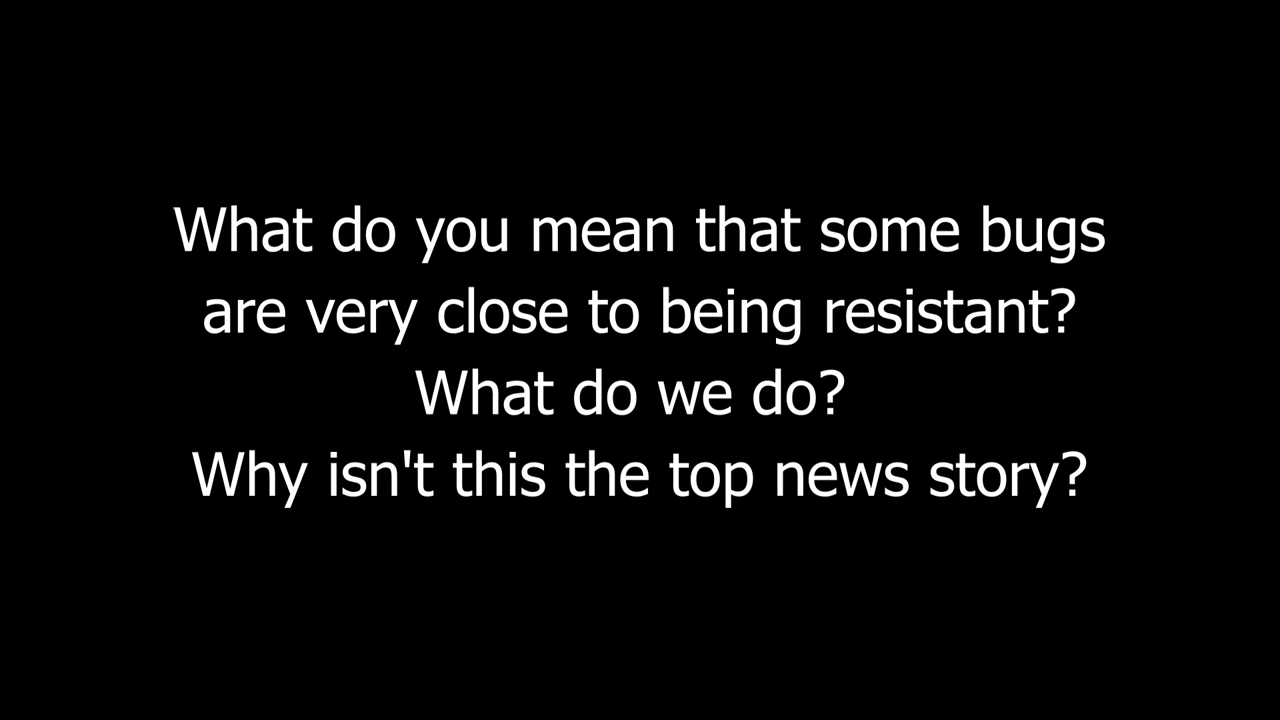 What do you mean that some bugs
are very close to being resistant?
What do we do?
Why isn't this the top news story?